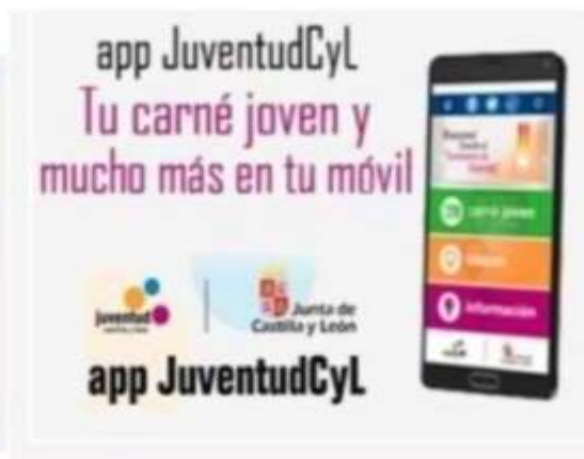 app JuventudCyL
Tu carné joven y
mucho más en tu móvil
carné joven
información
juventud
Junta de
Castilla y León
app JuventudCyL